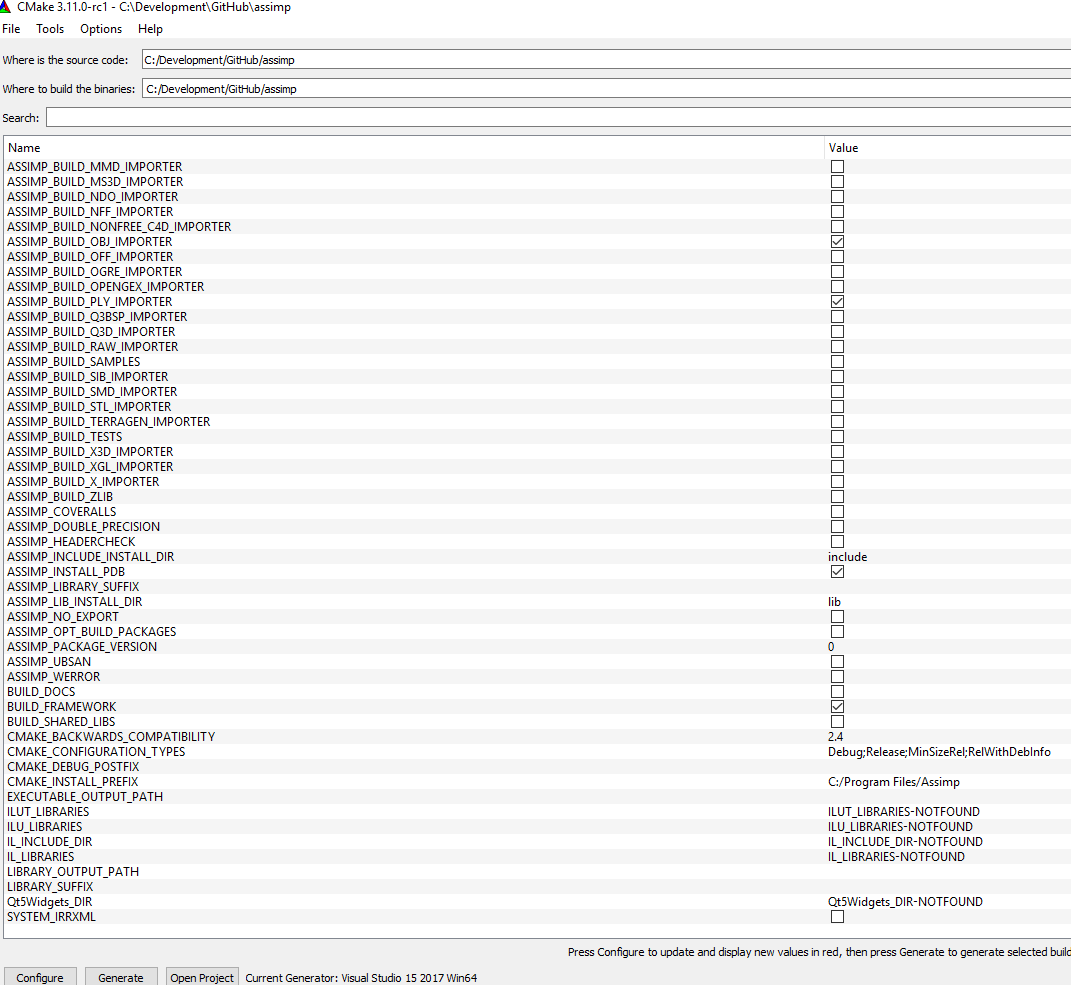 CMake 3.11.0-rc1 - C:\Development\GitHub\assimp
File Tools Options Help
Where is the source code: C:/Development/GitHub/assimp
Where to build the binaries: C:/Development/GitHub/assimp
Search:
Name Value
ASSIMP_BUILD_MMD_IMPORTER
ASSIMP_BUILD_MS3D_IMPORTER
ASSIMP_BUILD_NDO_IMPORTER
ASSIMP_BUILD_NFF_IMPORTER
ASSIMP_BUILD_NONFREE_C4D_IMPORTER
ASSIMP_BUILD_OBJ_IMPORTER
ASSIMP_BUILD_OFF_IMPORTER
ASSIMP_BUILD_OGRE_IMPORTER
ASSIMP_BUILD_OPENGEX_IMPORTER
ASSIMP_BUILD_PLY_IMPORTER
ASSIMP_BUILD_Q3BSP_IMPORTER
ASSIMP_BUILD_Q3D_IMPORTER
ASSIMP_BUILD_RAW_IMPORTER
ASSIMP_BUILD_SAMPLES
ASSIMP_BUILD_SIB_IMPORTER
ASSIMP_BUILD_SMD_IMPORTER
ASSIMP_BUILD_STL_IMPORTER
ASSIMP_BUILD_TERRAGEN_IMPORTER
ASSIMP_BUILD_TESTS
ASSIMP_BUILD_X3D_IMPORTER
ASSIMP_BUILD_XGL_IMPORTER
ASSIMP_BUILD_X_IMPORTER
ASSIMP_BUILD_ZLIB
ASSIMP_COVERALLS
ASSIMP_DOUBLE_PRECISION
ASSIMP_HEADERCHECK
ASSIMP_INCLUDE_INSTALL_DIR include
ASSIMP_INSTALL_PDB
ASSIMP_LIBRARY_SUFFIX
ASSIMP_LIB_INSTALL_DIR lib
ASSIMP_NO_EXPORT
ASSIMP_OPT_BUILD_PACKAGES
ASSIMP_PACKAGE_VERSION 0
ASSIMP_UBSAN
ASSIMP_WERROR
BUILD_DOCS
BUILD_FRAMEWORK
BUILD_SHARED_LIBS
CMAKE_BACKWARDS_COMPATIBILITY 2.4
CMAKE_CONFIGURATION_TYPES Debug;Release;MinSizeRel;RelWithDebInfo
CMAKE_DEBUG_POSTFIX
CMAKE_INSTALL_PREFIX C:/Program Files/Assimp
EXECUTABLE_OUTPUT_PATH
ILUT_LIBRARIES ILUT_LIBRARIES-NOTFOUND
ILU_LIBRARIES ILU_LIBRARIES-NOTFOUND
IL_INCLUDE_DIR IL_INCLUDE_DIR-NOTFOUND
IL_LIBRARIES IL_LIBRARIES-NOTFOUND
LIBRARY_OUTPUT_PATH
LIBRARY_SUFFIX
Qt5Widgets_DIR Qt5Widgets_DIR-NOTFOUND
SYSTEM_IRRXML
Press Configure to update and display new values in red, then press Generate to generate selected build
Configure Generate Open Project Current Generator: Visual Studio 15 2017 Win64